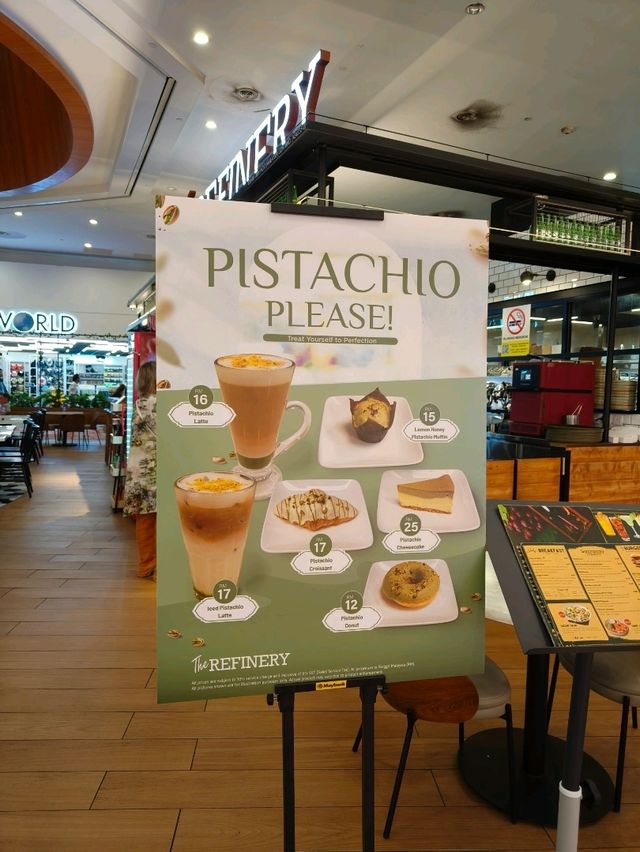 REFINERY
WORLD
PISTACHIO
PLEASE!
Treat Yourself to Perfection
RM
16
Pistachio
Latte
RM
15
Lemon Honey
Pistachio Muffin
RM
25
Pistachio
Cheesecake
RM
17
Pistachio
Croissant
RM
17
Iced Pistachio
Latte
RM
12
Pistachio
Donut
The REFINERY
BREAKFAST